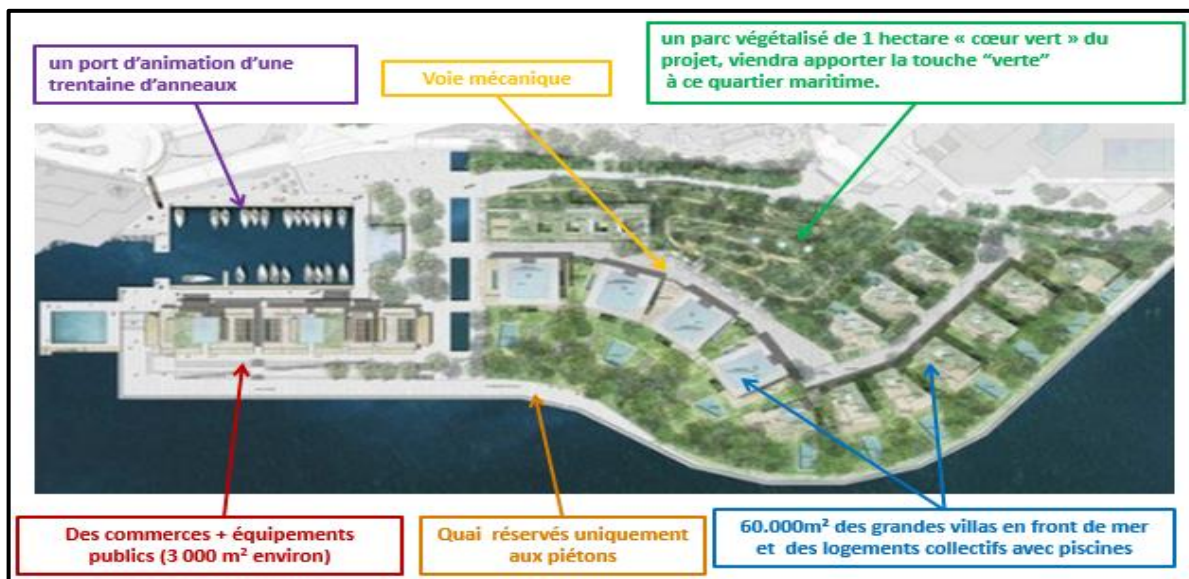 un port d’animation d’une
trentaine d’anneaux
Voie mécanique
un parc végétalisé de 1 hectare « cœur vert » du
projet, viendra apporter la touche “verte”
à ce quartier maritime.
Des commerces + équipements
publics (3 000 m² environ)
Quai réservés uniquement
aux piétons
60.000m² des grandes villas en front de mer
et des logements collectifs avec piscines